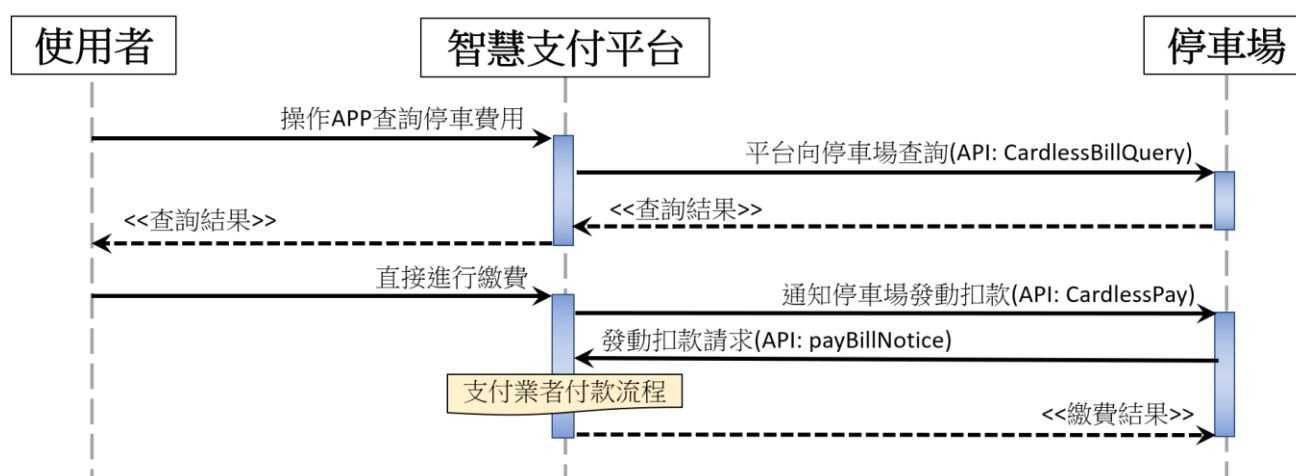 使用者
智慧支付平台
停車場
操作APP查詢停車費用
平台向停車場查詢(API: CardlessBillQuery)
<<查詢結果>>
<<查詢結果>>
直接進行繳費
通知停車場發動扣款(API: CardlessPay)
發動扣款請求(API: payBillNotice)
支付業者付款流程
<<繳費結果>>